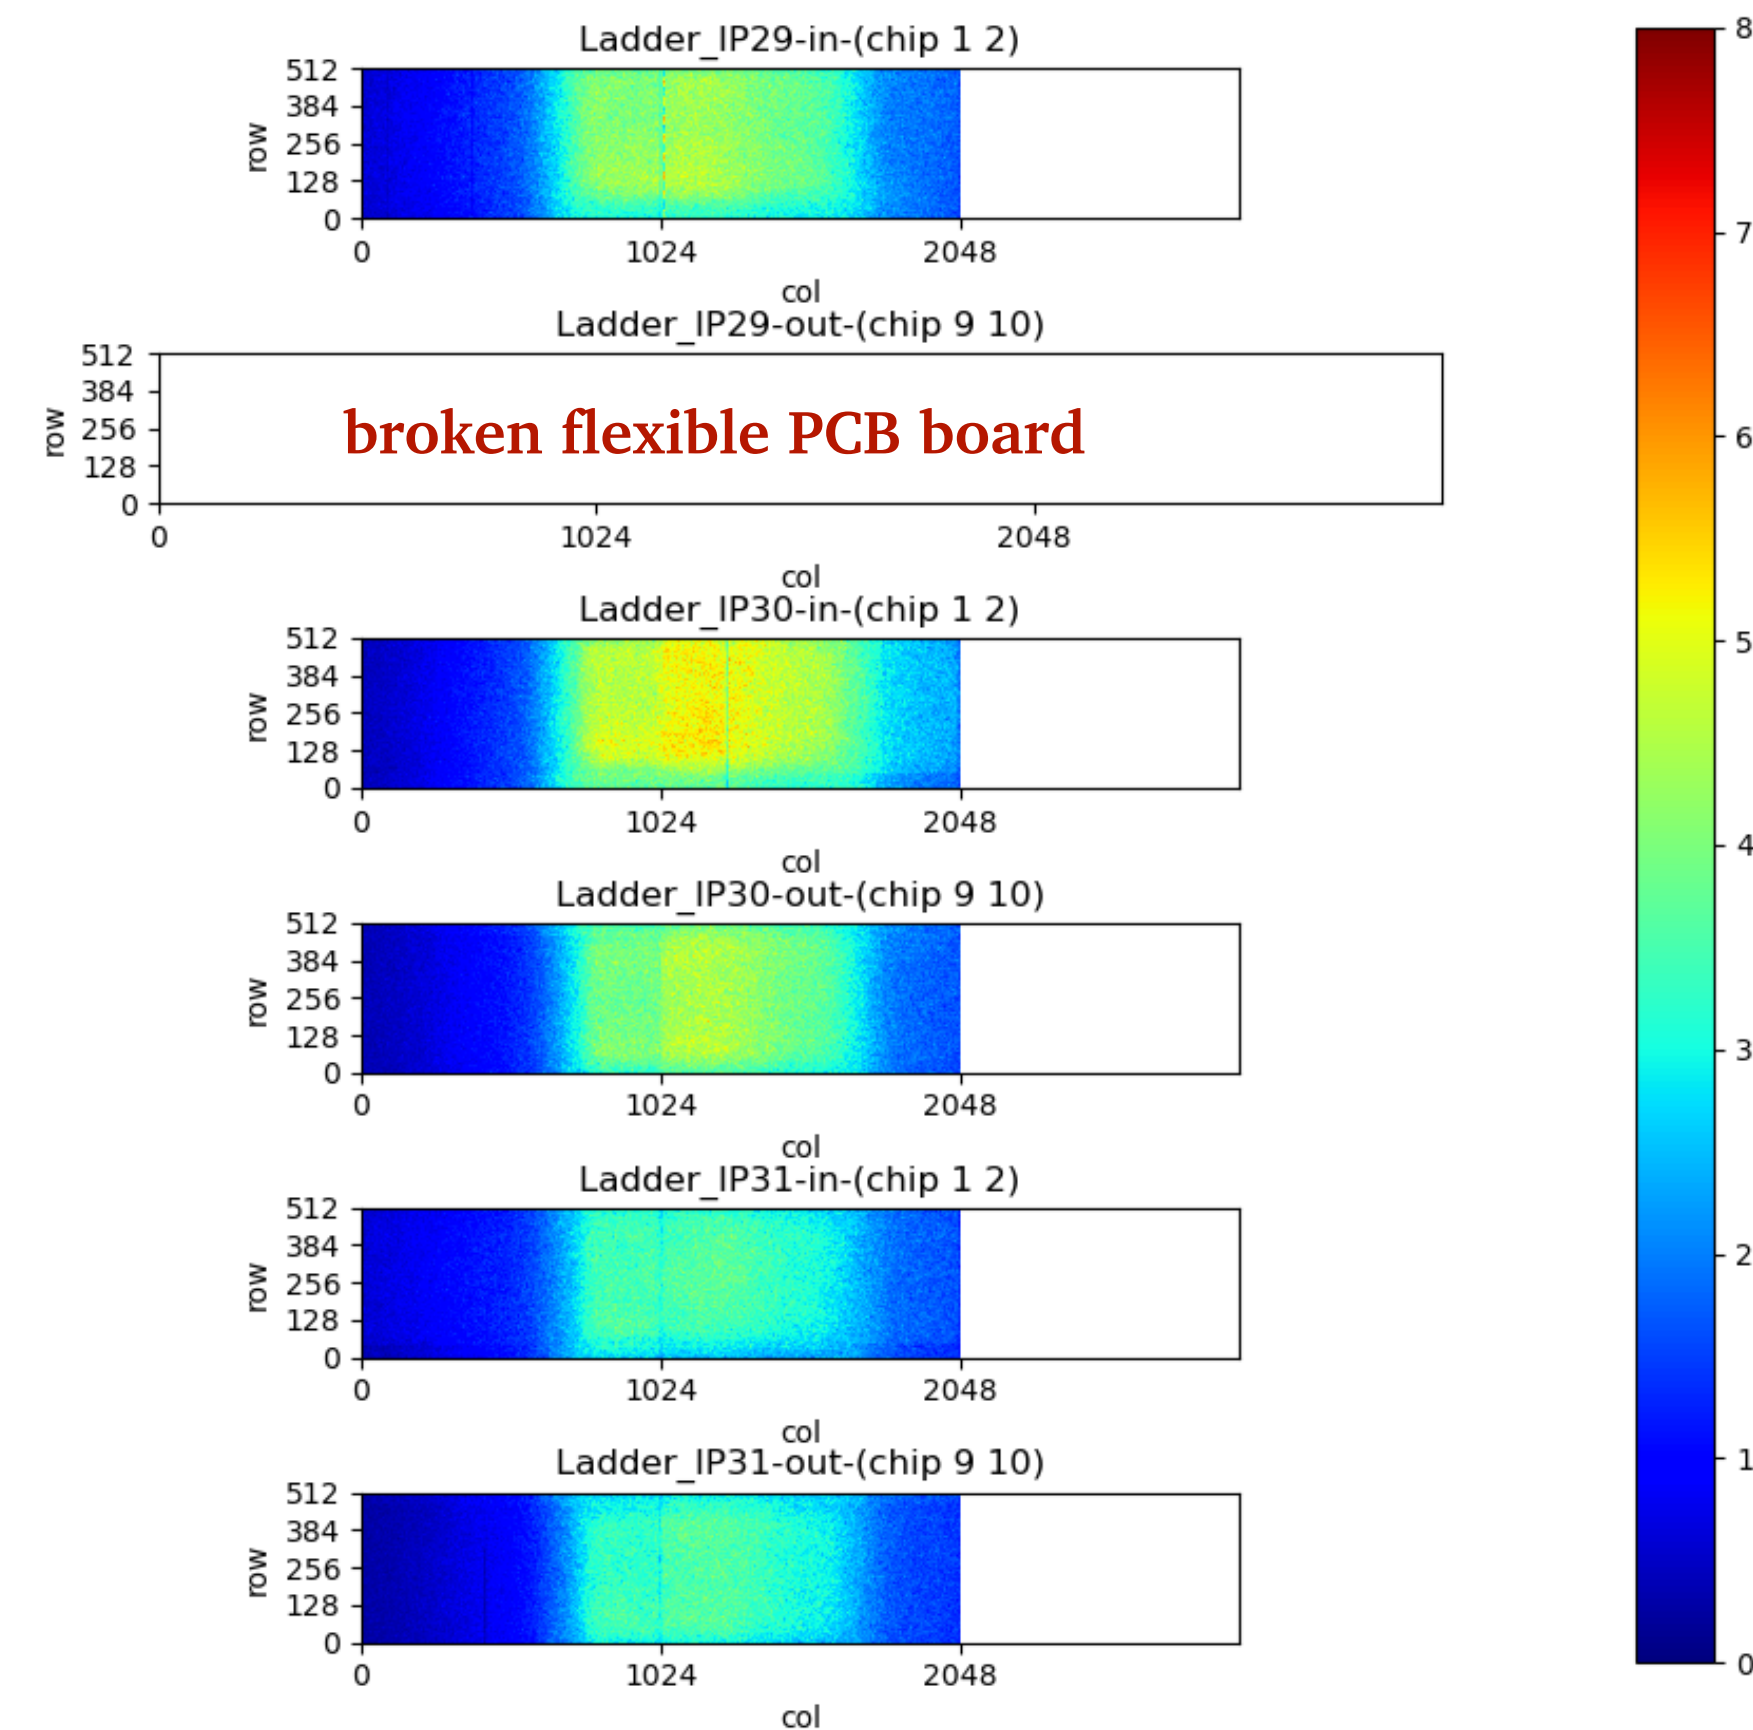 Ladder_IP29-in-(chip 1 2)
512
384
256
128
0
row
0 1024 2048
col
Ladder_IP29-out-(chip 9 10)
512
384
256
128
0
row
broken flexible PCB board
0 1024 2048
col
Ladder_IP30-in-(chip 1 2)
512
384
256
128
0
row
0 1024 2048
col
Ladder_IP30-out-(chip 9 10)
512
384
256
128
0
row
0 1024 2048
col
Ladder_IP31-in-(chip 1 2)
512
384
256
128
0
row
0 1024 2048
col
Ladder_IP31-out-(chip 9 10)
512
384
256
128
0
row
0 1024 2048
col
8
7
6
5
4
3
2
1
0